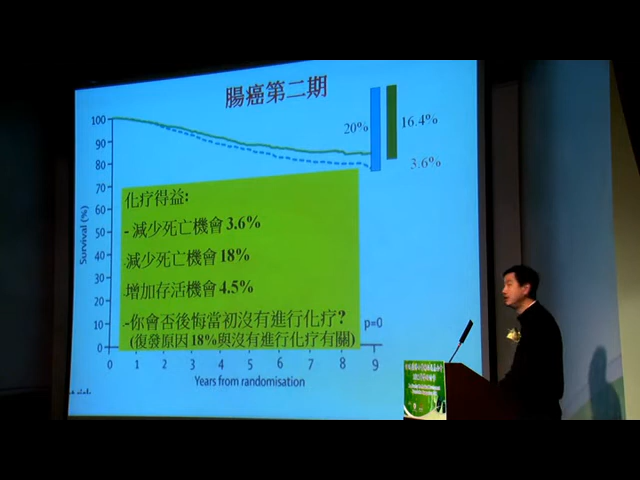 腸癌第二期
100
90
80
70
60
50
40
30
20
10
0
Survival (%)
20%
16.4%
3.6%
化疗得益:
- 減少死亡機會 3.6%
-減少死亡機會 18%
-增加存活機會 4.5%
-你會否後悔當初沒有進行化疗?
(復發原因 18%與沒有進行化疗有關)
p=0
0 1 2 3 4 5 6 7 8 9
Years from randomisation